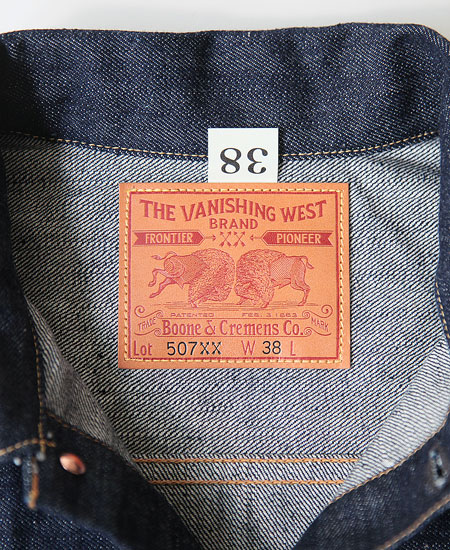 38
THE VANISHING WEST
BRAND
FRONTIER XX PIONEER
PATENTED FEB. 3 1863
TRADE MARK
Boone & Cremens Co.
Lot 507XX W 38 L